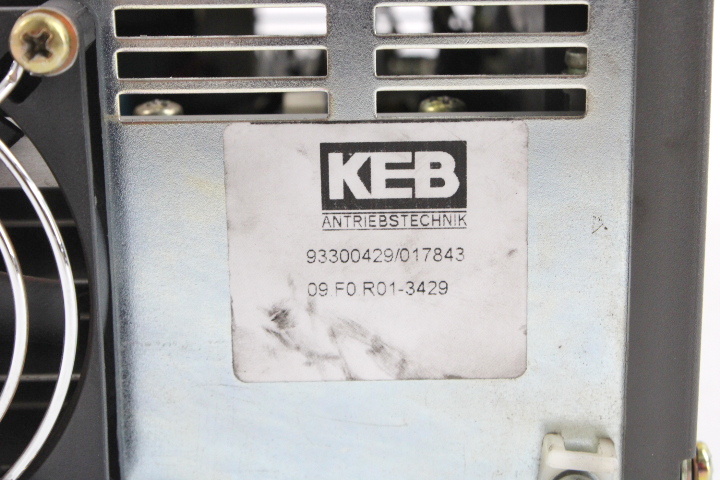 KEB
ANTRIEBSTECHNIK
93300429/017843
09 F0 R01-3429